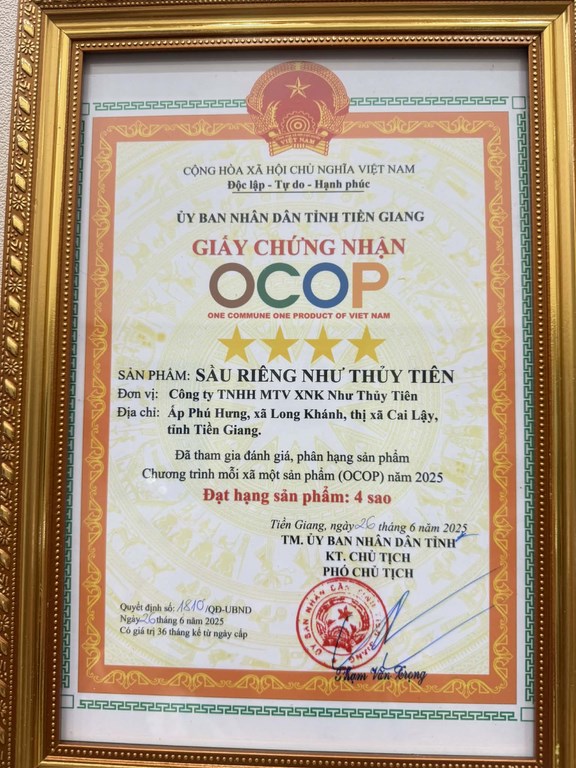 VIỆT NAM
CỘNG HÒA XÃ HỘI CHỦ NGHĨA VIỆT NAM
Độc lập - Tự do - Hạnh phúc
ỦY BAN NHÂN DÂN TỈNH TIỀN GIANG
GIẤY CHỨNG NHẬN
OCOP
ONE COMMUNE ONE PRODUCT OF VIET NAM
SẢN PHẨM: SẦU RIÊNG NHƯ THỦY TIÊN
Đơn vị: Công ty TNHH MTV XNK Như Thủy Tiên
Địa chỉ: Ấp Phú Hưng, xã Long Khánh, thị xã Cai Lậy,
tỉnh Tiền Giang.
Đã tham gia đánh giá, phân hạng sản phẩm
Chương trình mỗi xã một sản phẩm (OCOP) năm 2025
Đạt hạng sản phẩm: 4 sao
Tiền Giang, ngày 26 tháng 6 năm 2025
TM. ỦY BAN NHÂN DÂN TỈNH
KT. CHỦ TỊCH
PHÓ CHỦ TỊCH
Quyết định số: 1810/QĐ-UBND
Ngày 26 tháng 6 năm 2025
Có giá trị 36 tháng kể từ ngày cấp
Phạm Văn Trọng